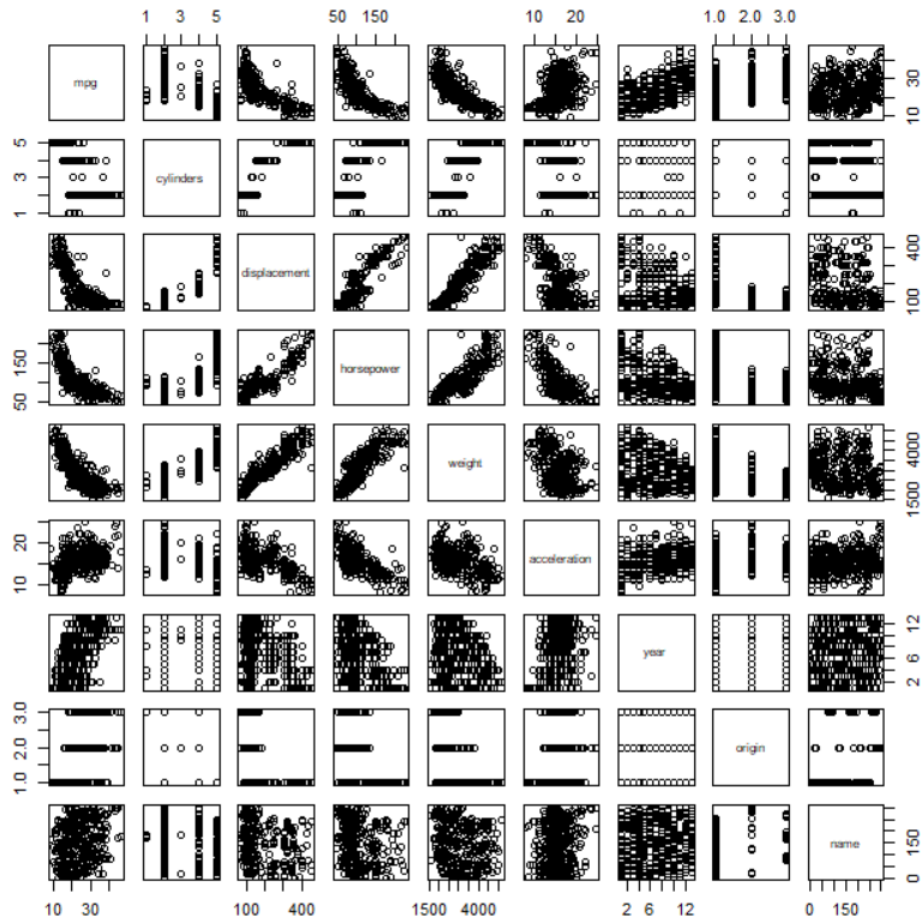 1 3 5 50 150 10 20 1.0 2.0 3.0
mpg 10 30
1 3 5 cylinders
displacement 100 400
50 150 horsepower
weight 1500 4000
10 20 acceleration
year 2 6 12
1.0 2.0 3.0 origin
name 0 150
10 30 100 400 1500 4000 2 6 12 0 150